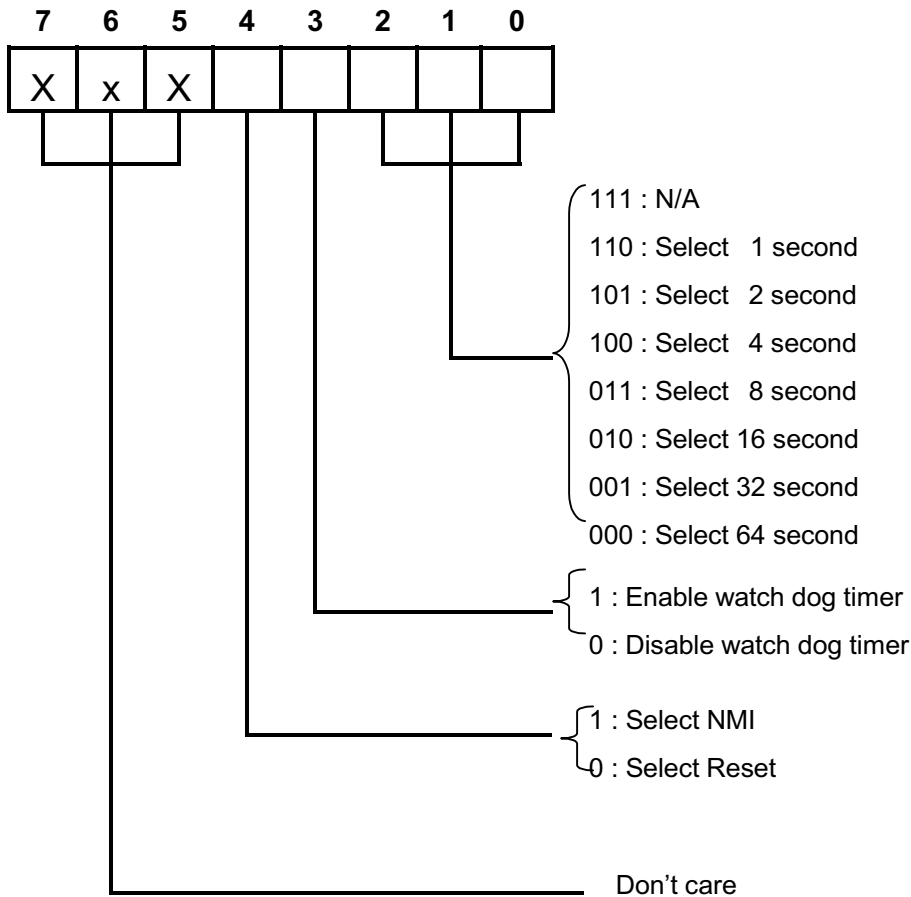 7 6 5 4 3 2 1 0
X x X
111 : N/A
110 : Select 1 second
101 : Select 2 second
100 : Select 4 second
011 : Select 8 second
010 : Select 16 second
001 : Select 32 second
000 : Select 64 second
1 : Enable watch dog timer
0 : Disable watch dog timer
1 : Select NMI
0 : Select Reset
Don’t care